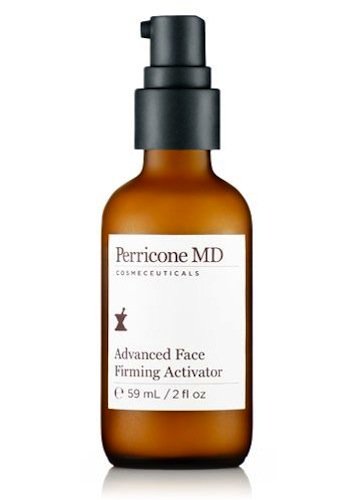 Perricone MD
COSMECEUTICALS
Advanced Face
Firming Activator
℮ 59 mL / 2 fl oz